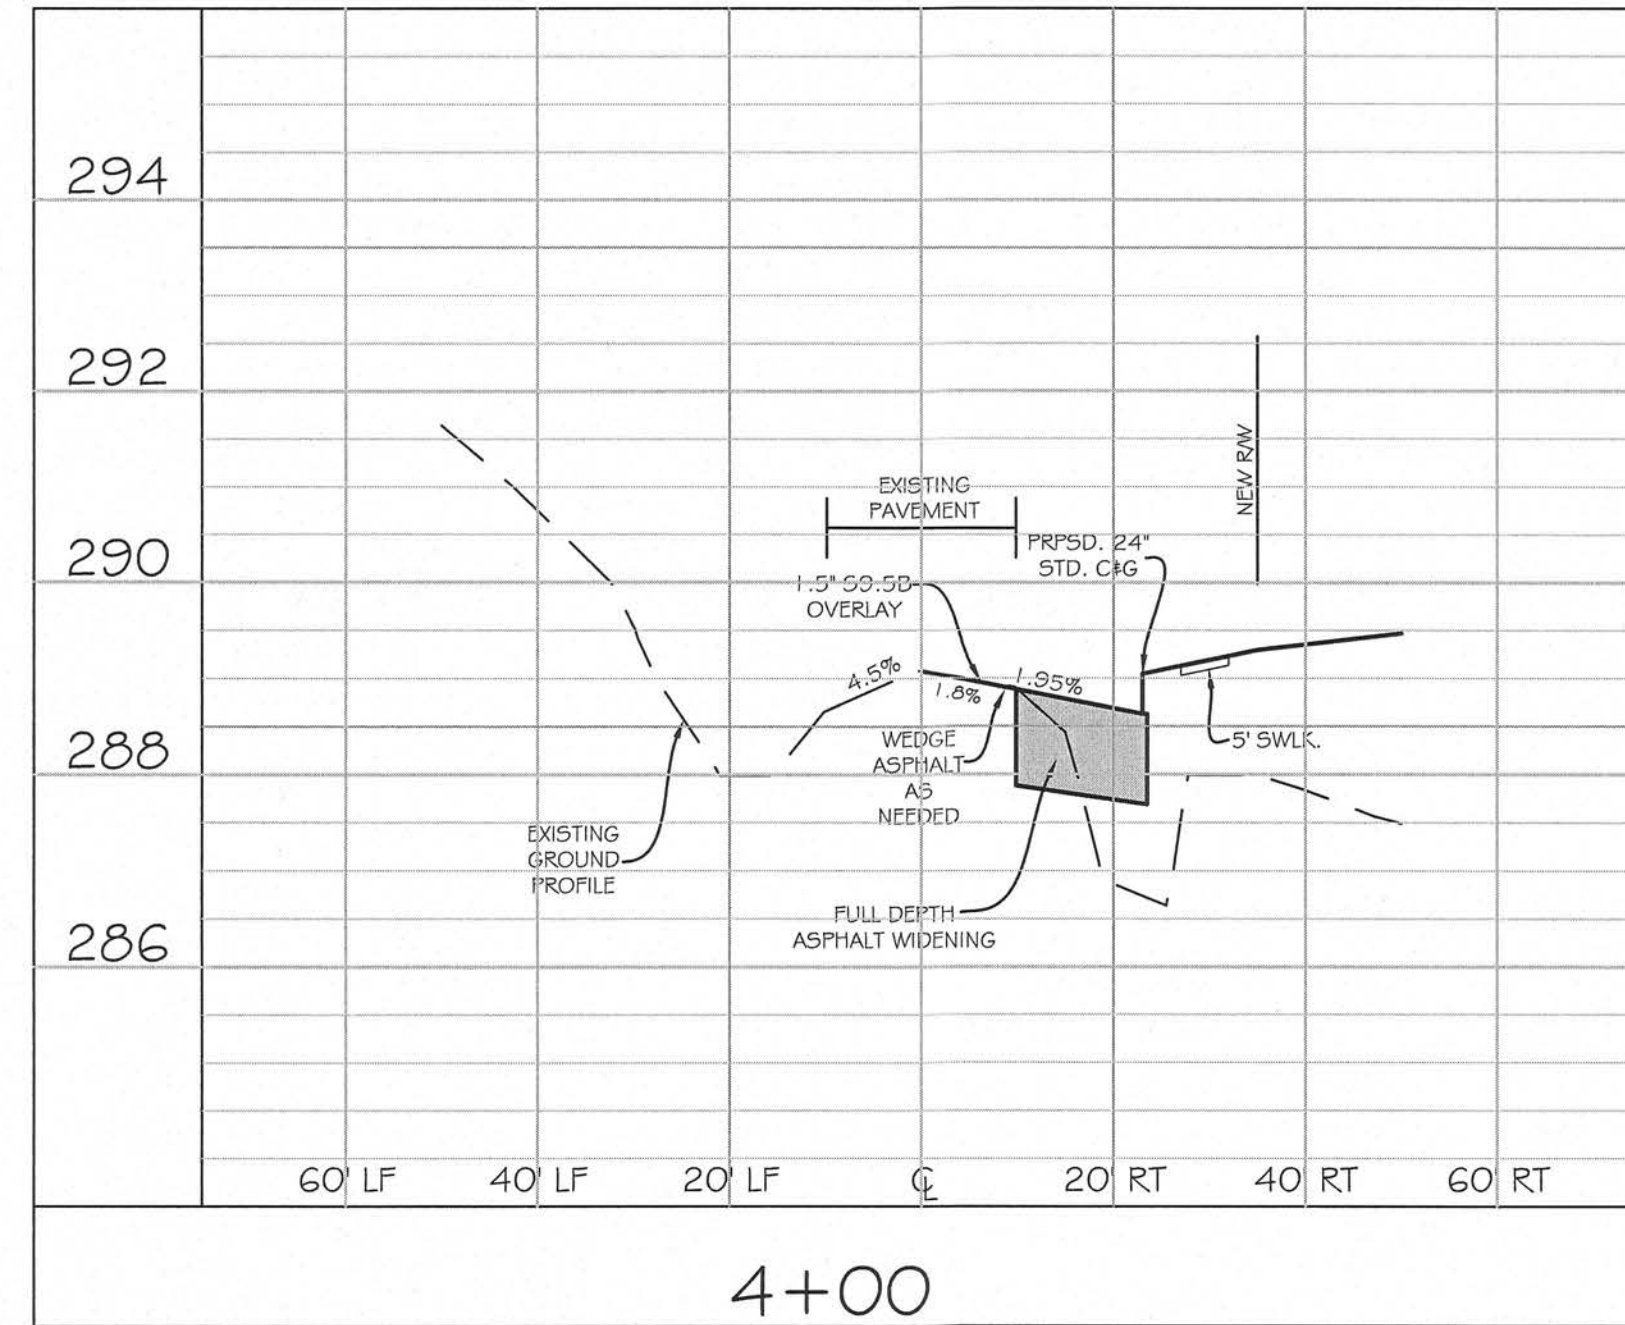 294
292
290
288
286
EXISTING
PAVEMENT
NEW R/W
PRPSD. 24"
STD. C&G
1.5" S9.5B
OVERLAY
4.5%
1.8%
1.95%
WEDGE
ASPHALT
AS
NEEDED
5' SWLK.
EXISTING
GROUND
PROFILE
FULL DEPTH
ASPHALT WIDENING
60' LF
40' LF
20' LF
℄
20' RT
40' RT
60' RT
4+00